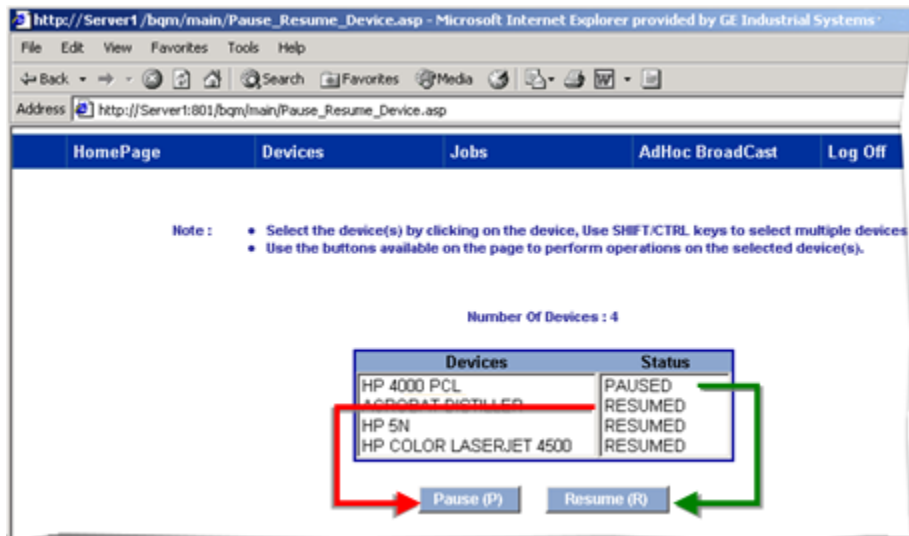 http://Server1/bqm/main/Pause_Resume_Device.asp - Microsoft Internet Explorer provided by GE Industrial Systems
File Edit View Favorites Tools Help
Back Search Favorites Media
Address http://Server1:801/bqm/main/Pause_Resume_Device.asp
HomePage Devices Jobs AdHoc BroadCast Log Off
Note : • Select the device(s) by clicking on the device, Use SHIFT/CTRL keys to select multiple devices
• Use the buttons available on the page to perform operations on the selected device(s).
Number Of Devices : 4
Devices Status
HP 4000 PCL PAUSED
ACROBAT DISTILLER RESUMED
HP 5N RESUMED
HP COLOR LASERJET 4500 RESUMED
Pause (P) Resume (R)